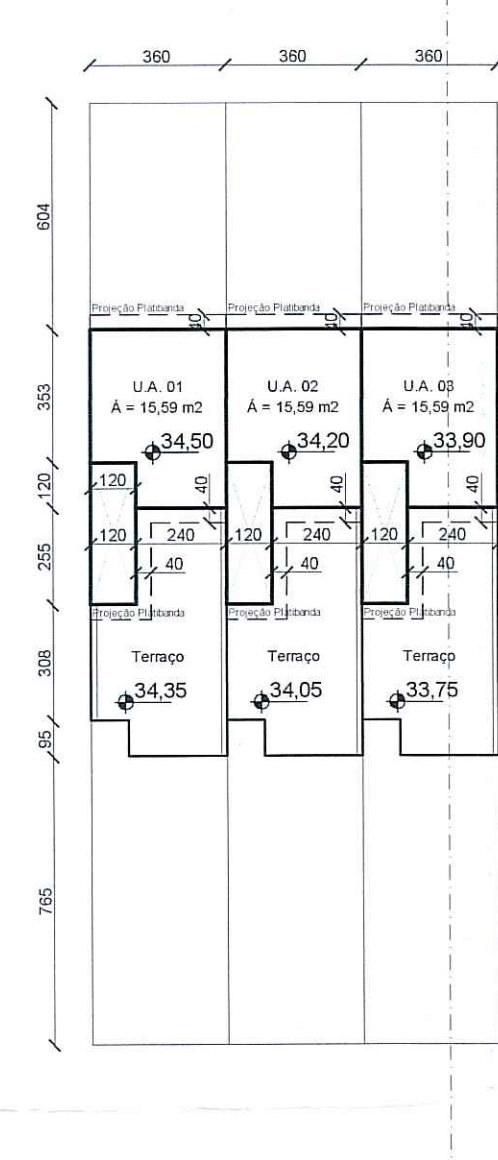 360 360 360
604
Projeção Platibanda Projeção Platibanda Projeção Platibanda
40 40 40
353
U.A. 01 U.A. 02 U.A. 03
Á = 15,59 m2 Á = 15,59 m2 Á = 15,59 m2
34,50 34,20 33,90
120
120
40 40 40
255
120 240 120 240 120 240
40 40 40
Projeção Platibanda Projeção Platibanda Projeção Platibanda
308
Terraço Terraço Terraço
34,35 34,05 33,75
95
765